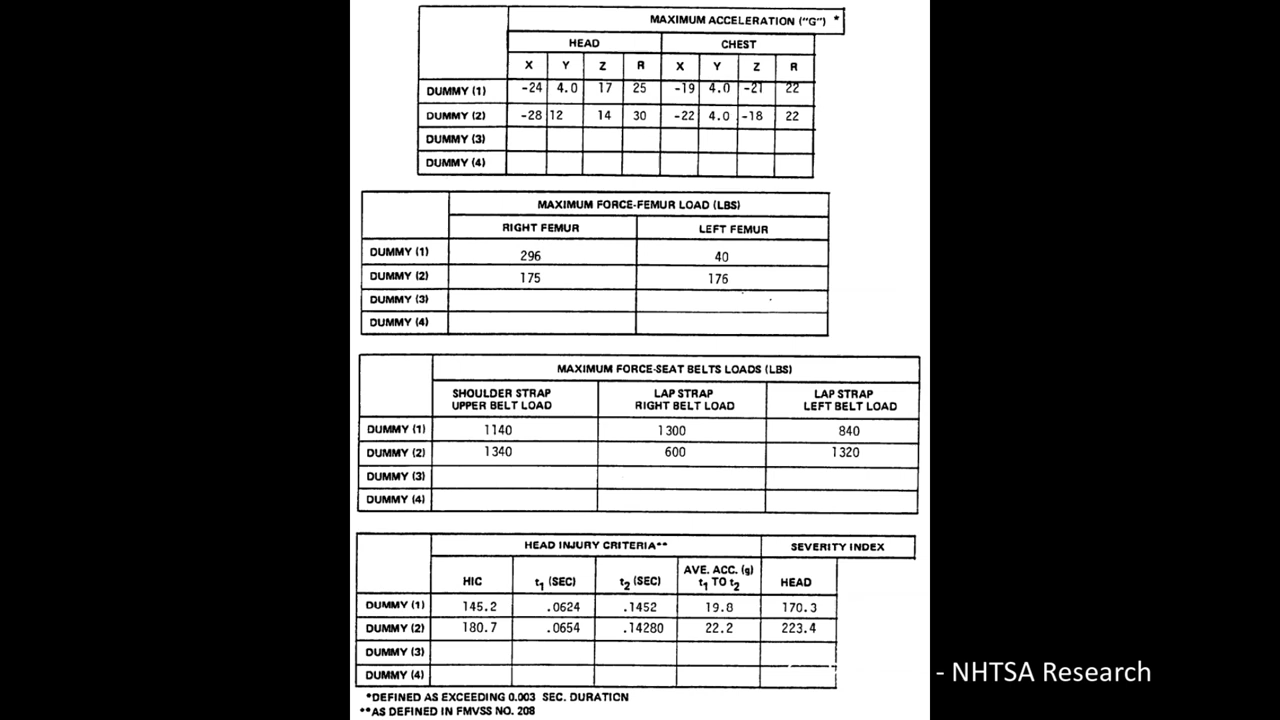 MAXIMUM ACCELERATION ("G") *
HEAD CHEST
X Y Z R X Y Z R
DUMMY (1) -24 4.0 17 25 -19 4.0 -21 22
DUMMY (2) -28 12 14 30 -22 4.0 -18 22
DUMMY (3)
DUMMY (4)
MAXIMUM FORCE-FEMUR LOAD (LBS)
RIGHT FEMUR LEFT FEMUR
DUMMY (1) 296 40
DUMMY (2) 175 176
DUMMY (3)
DUMMY (4)
MAXIMUM FORCE-SEAT BELTS LOADS (LBS)
SHOULDER STRAP LAP STRAP LAP STRAP
UPPER BELT LOAD RIGHT BELT LOAD LEFT BELT LOAD
DUMMY (1) 1140 1300 840
DUMMY (2) 1340 600 1320
DUMMY (3)
DUMMY (4)
HEAD INJURY CRITERIA** SEVERITY INDEX
HIC t1 (SEC) t2 (SEC) AVE. ACC. (g) t1 TO t2 HEAD
DUMMY (1) 145.2 .0624 .1452 19.8 170.3
DUMMY (2) 180.7 .0654 .14280 22.2 223.4
DUMMY (3)
DUMMY (4)
*DEFINED AS EXCEEDING 0.003 SEC. DURATION
**AS DEFINED IN FMVSS NO. 208
- NHTSA Research